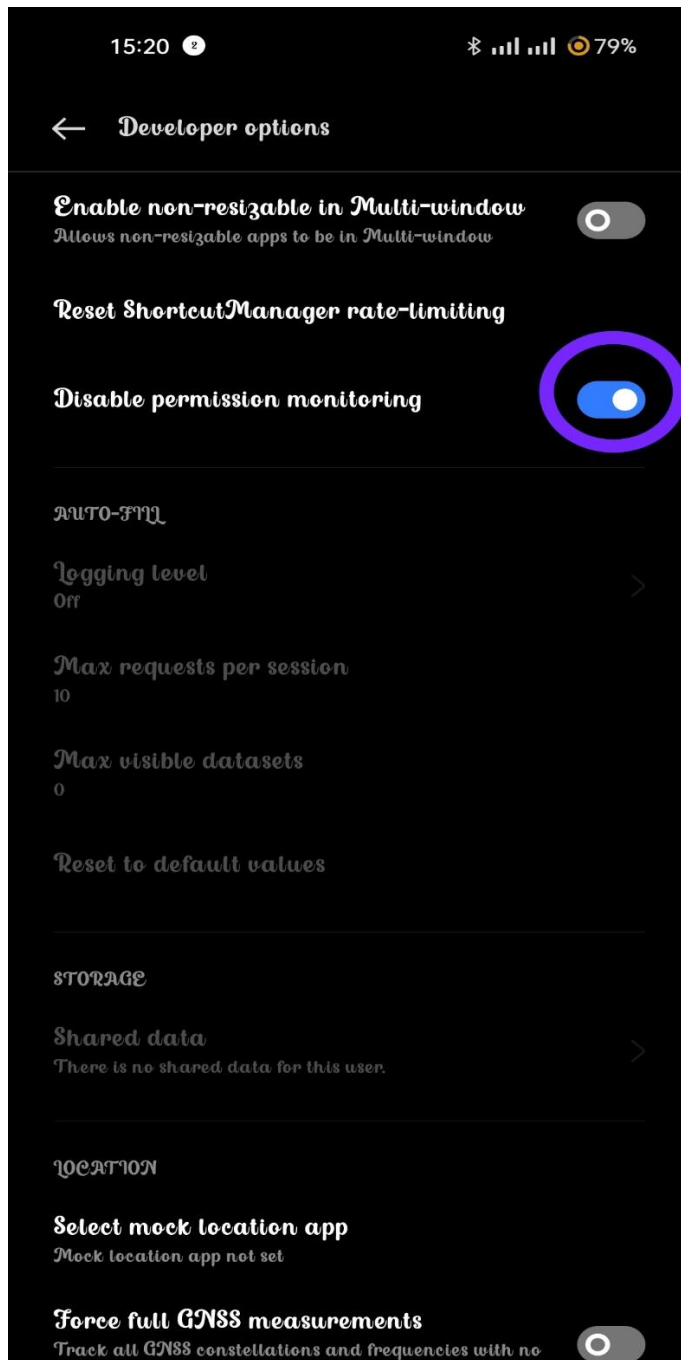 15:20 2 79%
Developer options
Enable non-resizable in Multi-window
Allows non-resizable apps to be in Multi-window
Reset ShortcutManager rate-limiting
Disable permission monitoring
AUTO-FILL
Logging level
Off
Max requests per session
10
Max visible datasets
0
Reset to default values
STORAGE
Shared data
There is no shared data for this user.
LOCATION
Select mock location app
Mock location app not set
Force full GNSS measurements
Track all GNSS constellations and frequencies with no